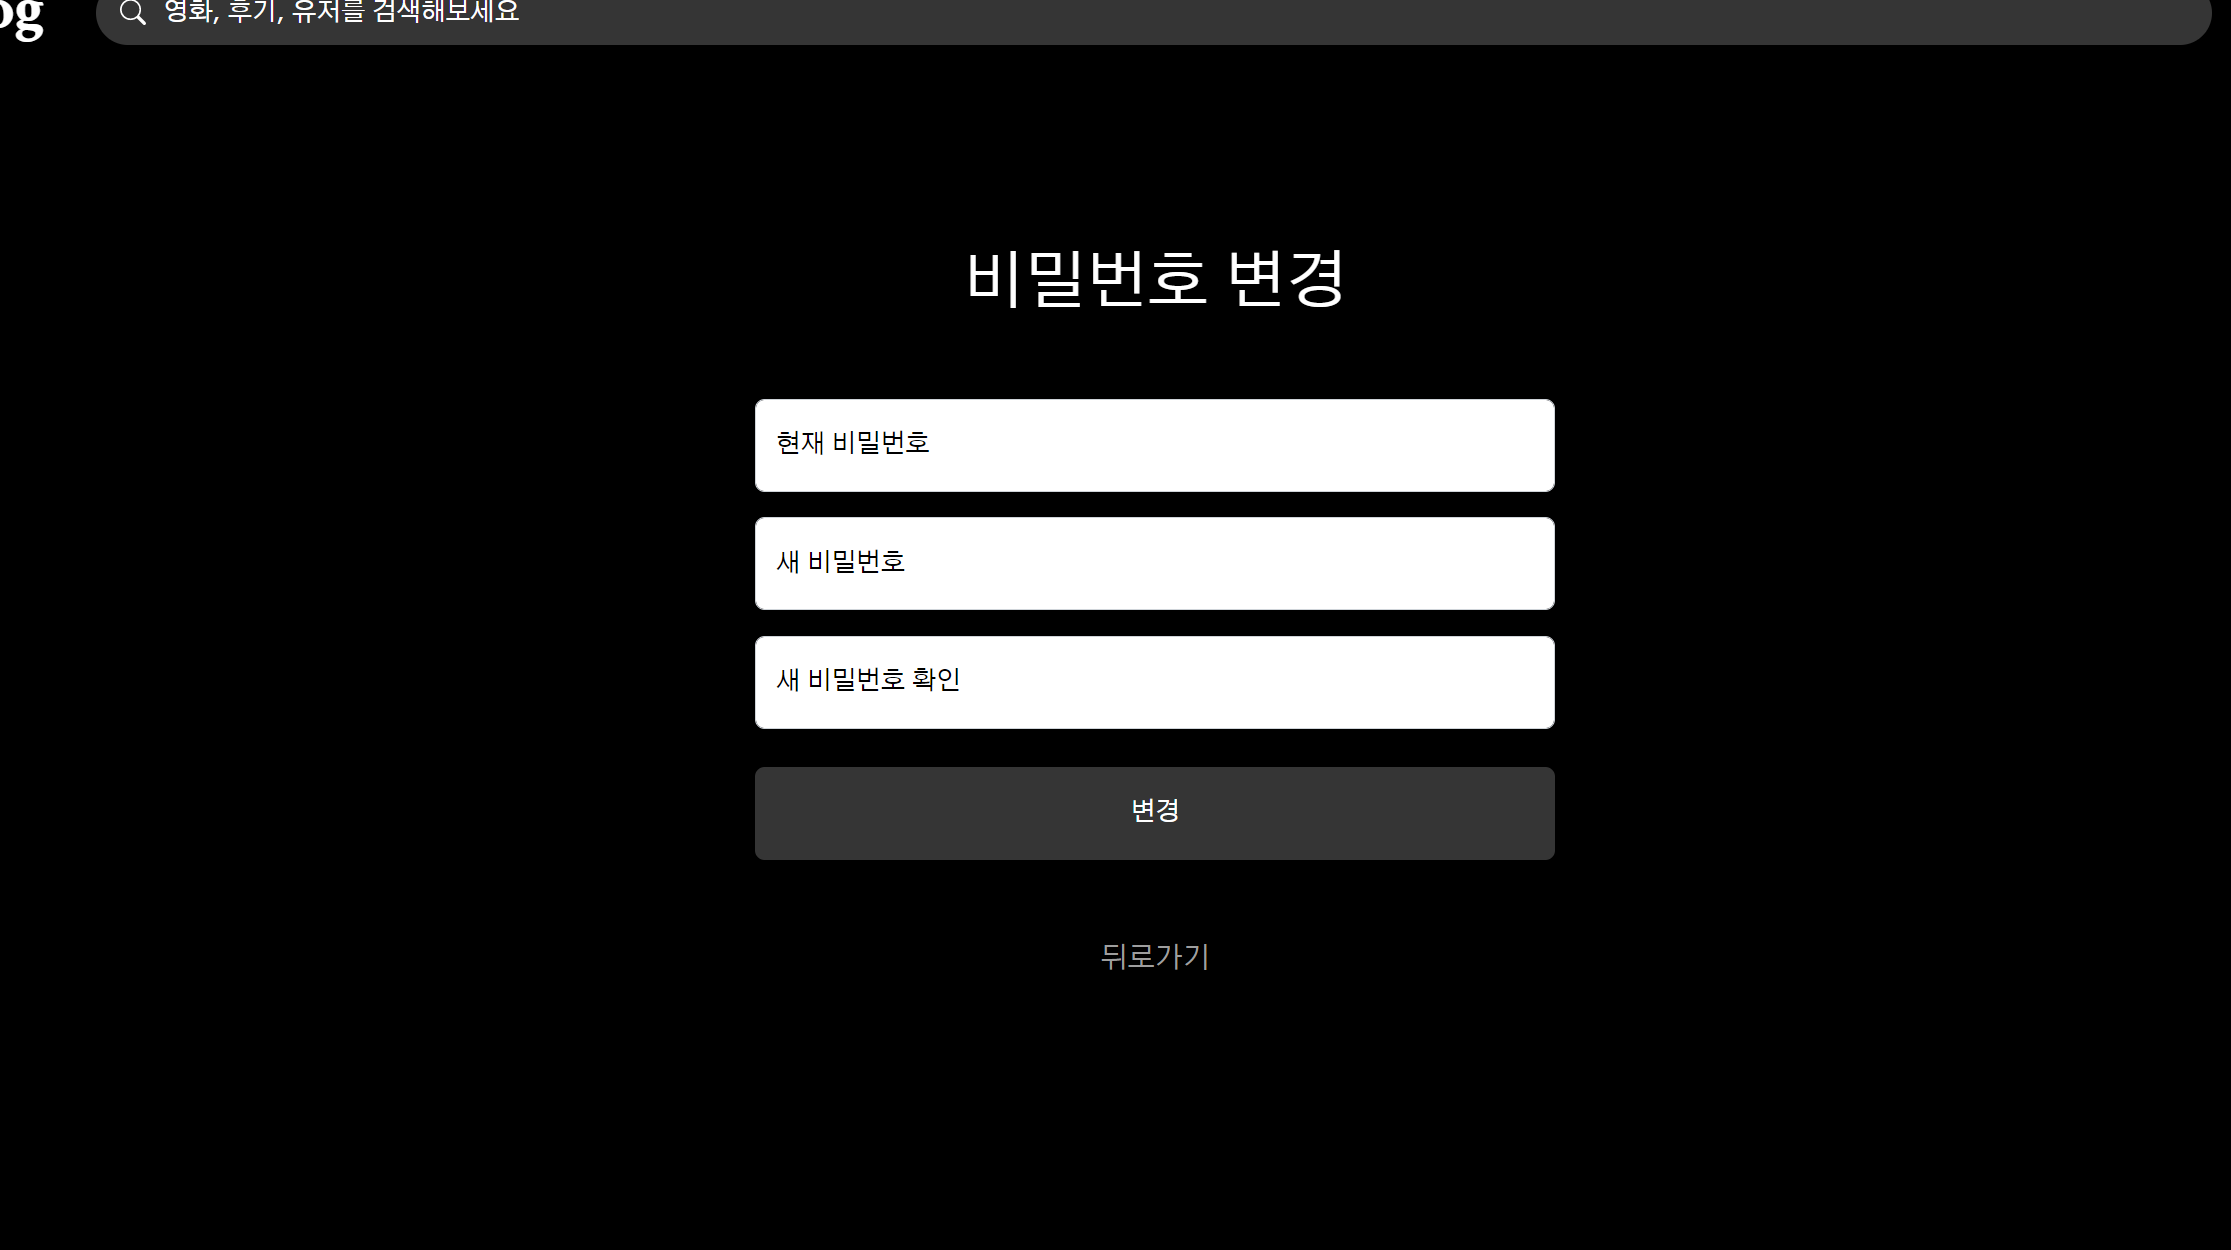 og
영화, 후기, 유저를 검색해보세요
비밀번호 변경
현재 비밀번호
새 비밀번호
새 비밀번호 확인
변경
뒤로가기